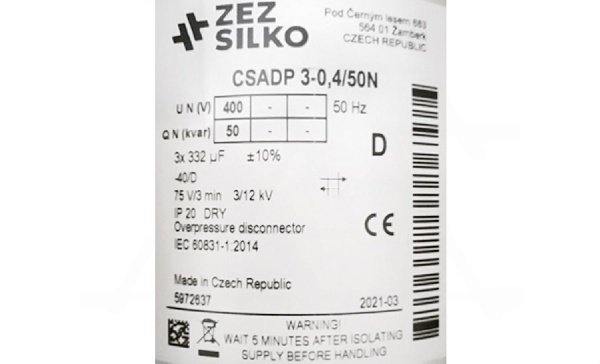 ZEZ SILKO
Pod Černým lesem 683
564 01 Žamberk
CZECH REPUBLIC
CSADP 3-0,4/50N
U N (V) 400 - - 50 Hz
Q N (kvar) 50 - -
D
3x 332 µF ±10%
-40/D
75 V/3 min 3/12 kV
IP 20 DRY
Overpressure disconnector
IEC 60831-1:2014
CE
Made in Czech Republic
5972637
2021-03
WARNING!
WAIT 5 MINUTES AFTER ISOLATING
SUPPLY BEFORE HANDLING